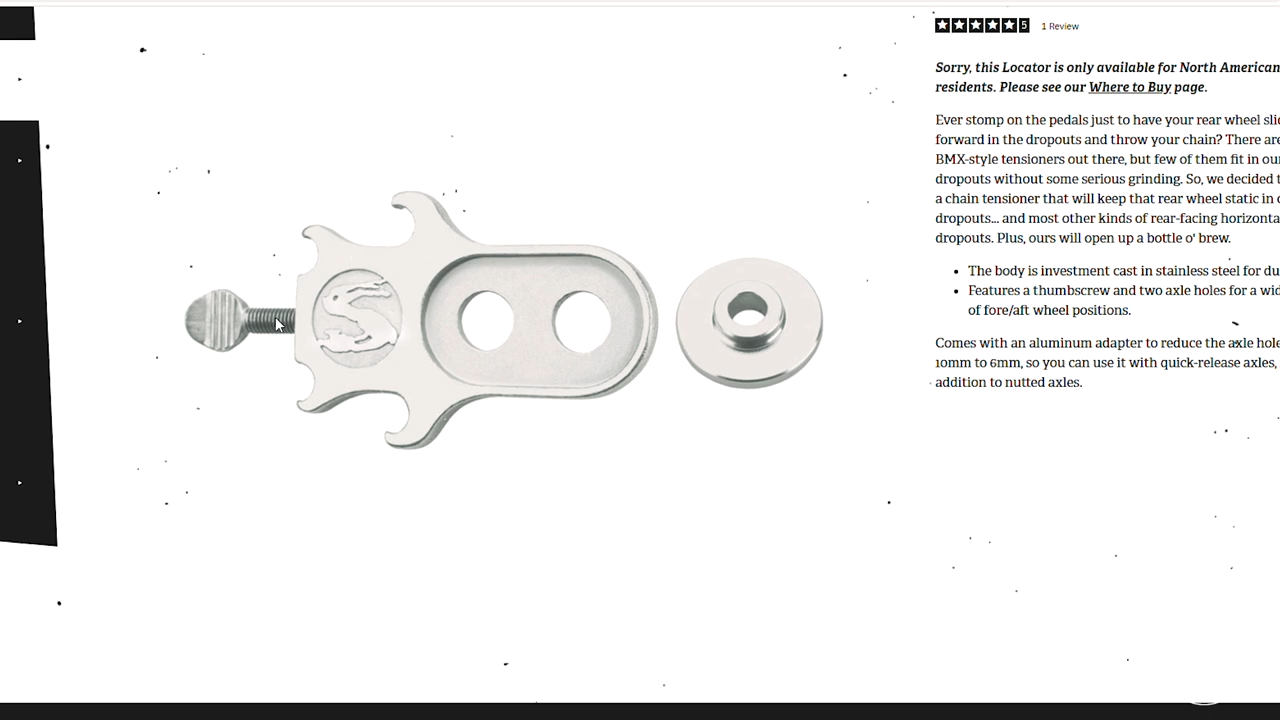 5 1 Review
Sorry, this Locator is only available for North American
residents. Please see our Where to Buy page.
Ever stomp on the pedals just to have your rear wheel
forward in the dropouts and throw your chain? There are
BMX-style tensioners out there, but few of them fit in our
dropouts without some serious grinding. So, we decided
a chain tensioner that will keep that rear wheel static in
dropouts... and most other kinds of rear-facing
dropouts. Plus, ours will open up a bottle o' brew.
The body is investment cast in stainless steel for
Features a thumbscrew and two axle holes for a
of fore/aft wheel positions.
Comes with an aluminum adapter to reduce the axle
10mm to 6mm, so you can use it with quick-release axles,
addition to nutted axles.